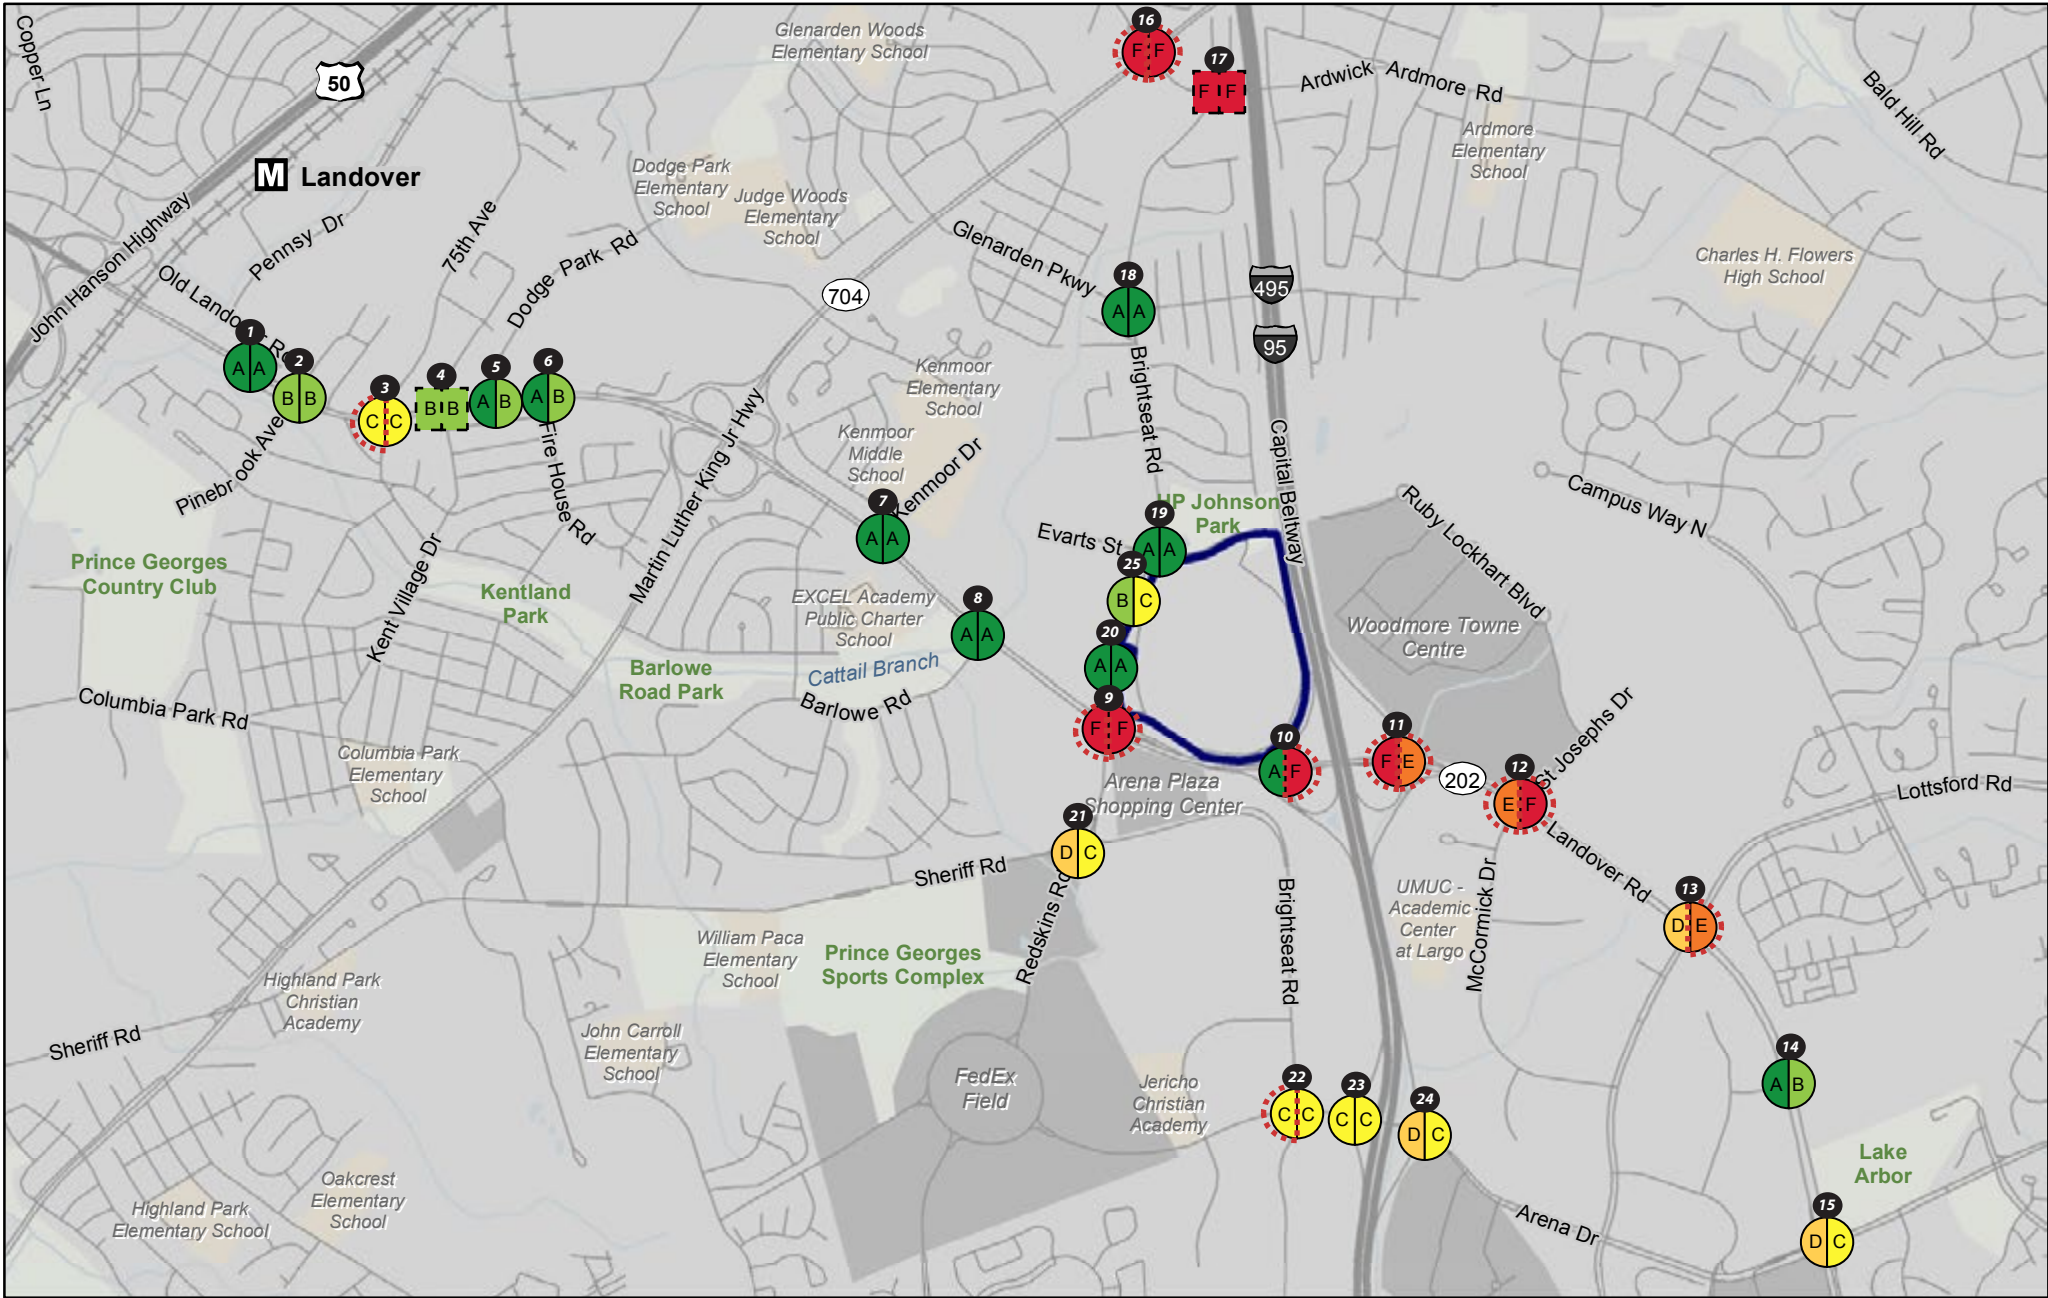 Copper Ln
50
M Landover
John Hanson Highway
Old Landover Rd
Pennsy Dr
75th Ave
Dodge Park Rd
Glenarden Woods
Elementary School
Dodge Park
Elementary
School
Judge Woods
Elementary
School
16
F F
17
F F
Ardwick Ardmore Rd
Ardmore
Elementary
School
Bald Hill Rd
Charles H. Flowers
High School
Glenarden Pkwy
704
18
A A
495
95
1
A A
2
B B
3
C C
4
B B
5
A B
6
A B
Pinebrook Ave
Fire House Rd
Kent Village Dr
Martin Luther King Jr Hwy
Kenmoor
Elementary
School
Kenmoor
Middle
School
Kenmoor Dr
7
A A
Brightseat Rd
Capital Beltway
HP Johnson
Park
Evarts St
19
A A
25
B C
20
A A
9
F F
8
A A
Ruby Lockhart Blvd
Campus Way N
Woodmore Towne
Centre
Prince Georges
Country Club
Kentland
Park
Barlowe
Road Park
EXCEL Academy
Public Charter
School
Cattail Branch
Barlowe Rd
Columbia Park Rd
Columbia Park
Elementary
School
Arena Plaza
Shopping Center
10
A F
11
F E
202
12
E F
St Josephs Dr
Lottsford Rd
Landover Rd
21
D C
Sheriff Rd
Redskins Rd
Brightseat Rd
UMUC -
Academic
Center
at Largo
McCormick Dr
13
D E
William Paca
Elementary
School
Prince Georges
Sports Complex
Highland Park
Christian
Academy
Sheriff Rd
John Carroll
Elementary
School
FedEx
Field
Jericho
Christian
Academy
22
C C
23
C C
24
D C
14
A B
Lake
Arbor
Arena Dr
15
D C
Highland Park
Elementary School
Oakcrest
Elementary
School